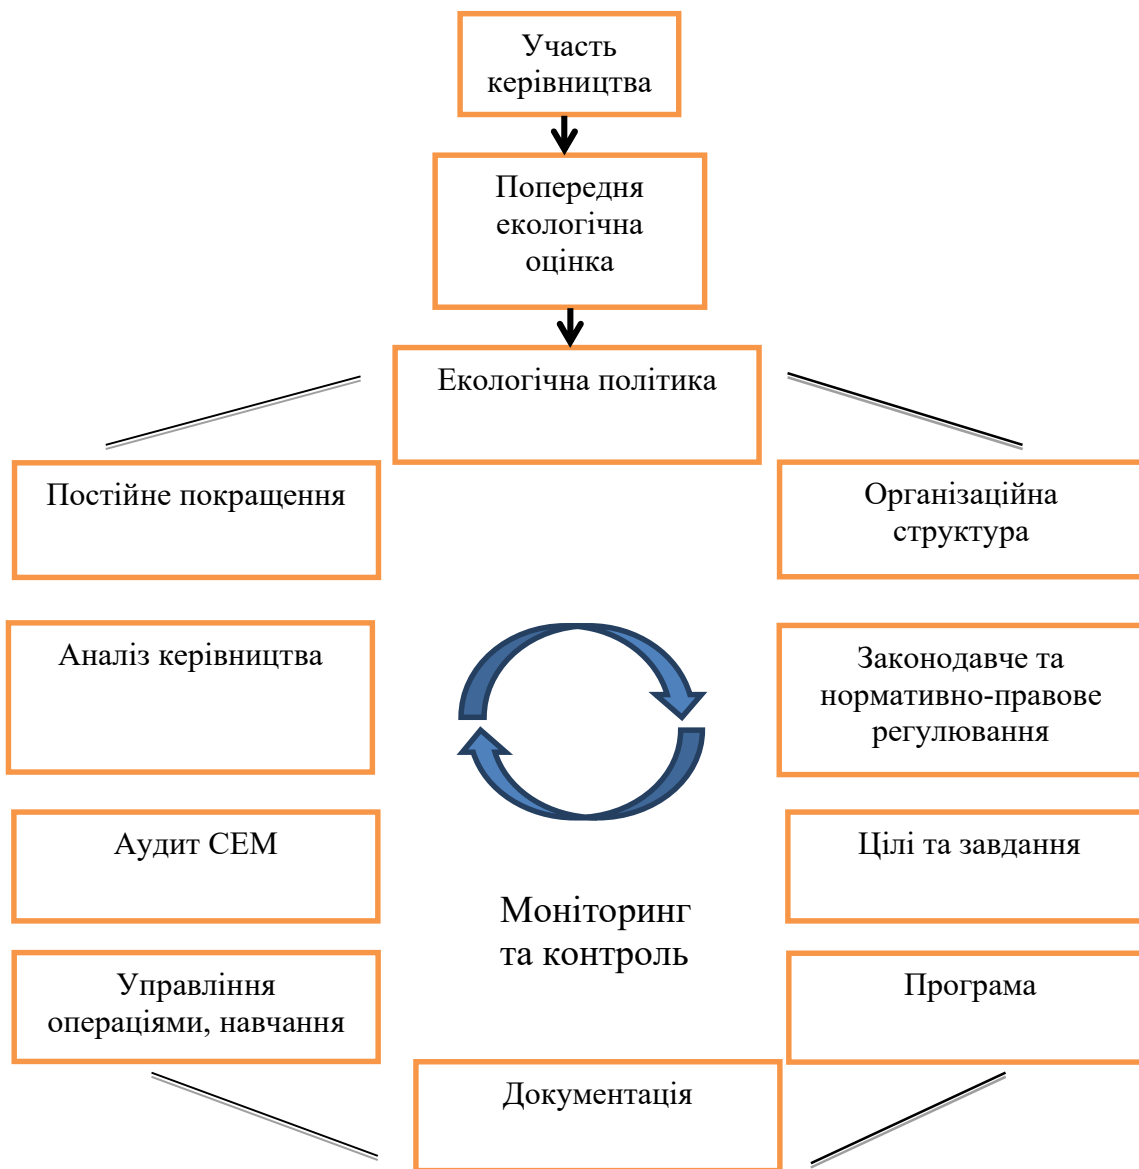 Участь
керівництва
Попередня
екологічна
оцінка
Екологічна політика
Постійне покращення
Організаційна
структура
Аналіз керівництва
Законодавче та
нормативно-правове
регулювання
Аудит СЕМ
Цілі та завдання
Моніторинг
та контроль
Управління
операціями, навчання
Програма
Документація